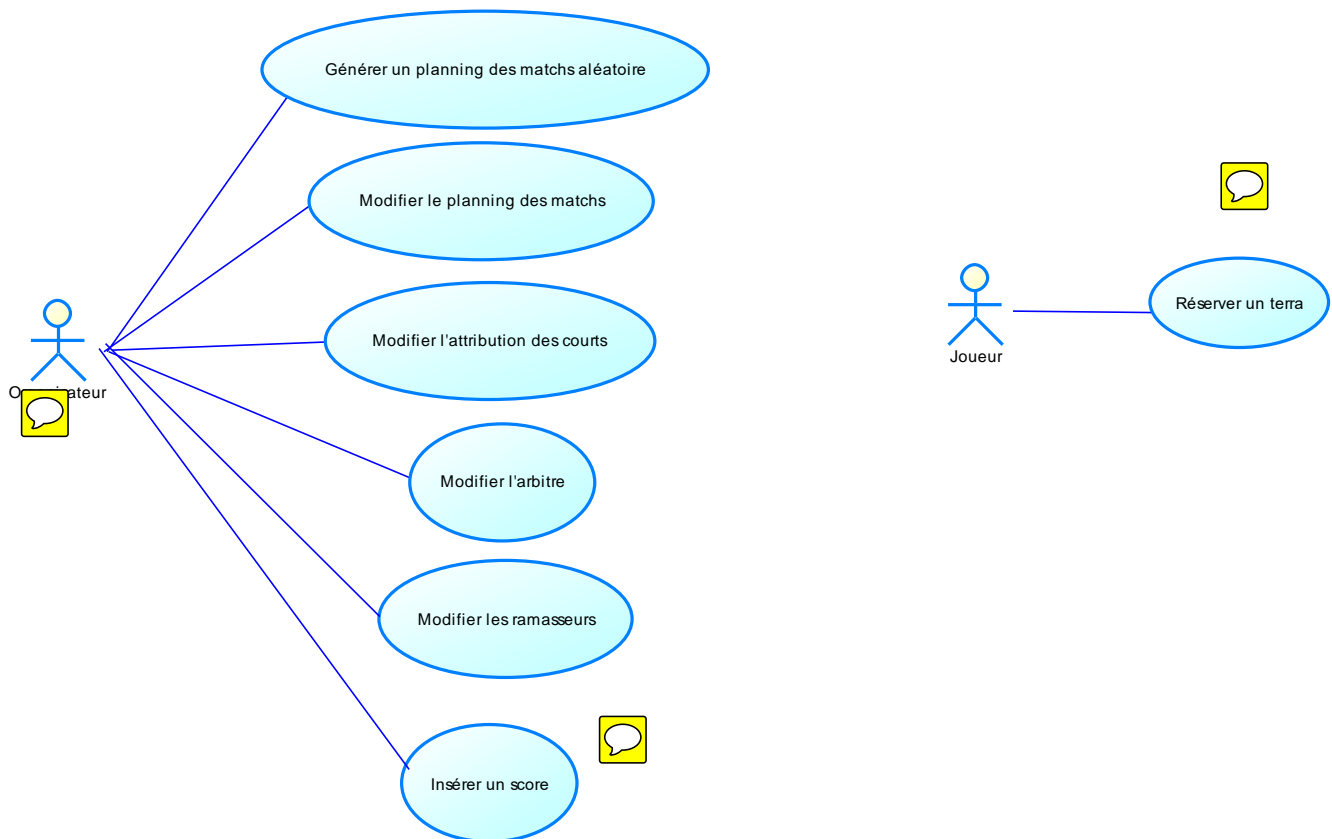 Générer un planning des matchs aléatoire
Modifier le planning des matchs
Modifier l'attribution des courts
Modifier l'arbitre
Modifier les ramasseurs
Insérer un score
Réserver un terra
Joueur